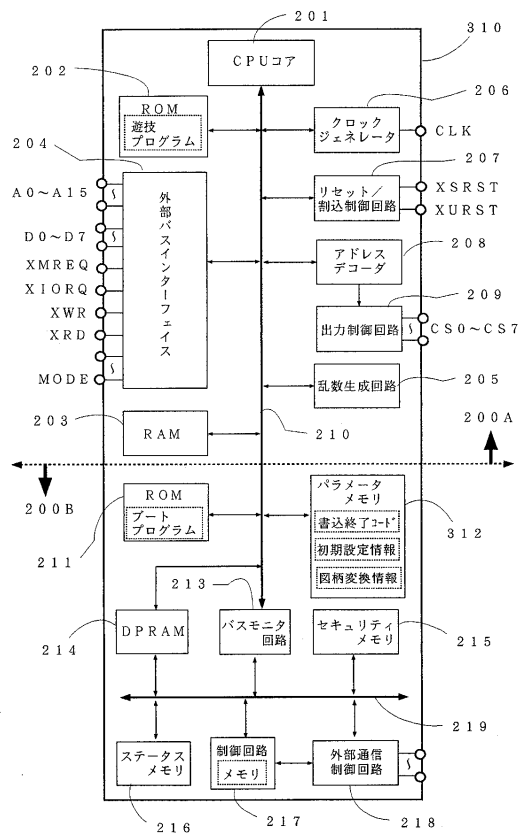 201
310
CPUコア
202
ROM
遊技
プログラム
クロック
ジェネレータ
206
CLK
204
207
A0～A15
D0～D7
XMREQ
XIORQ
XWR
XRD
MODE
外部バスインターフェイス
リセット／
割込制御回路
XSRST
XURST
アドレス
デコーダ
208
209
出力制御回路
CS0～CS7
乱数生成回路
205
203
RAM
210
200A
200B
ROM
ブート
プログラム
211
パラメータ
メモリ
書込終了ｺｰﾄﾞ
初期設定情報
図柄変換情報
312
213
DPRAM
214
バスモニタ
回路
セキュリティ
メモリ
215
219
ステータス
メモリ
216
制御回路
メモリ
217
外部通信
制御回路
218